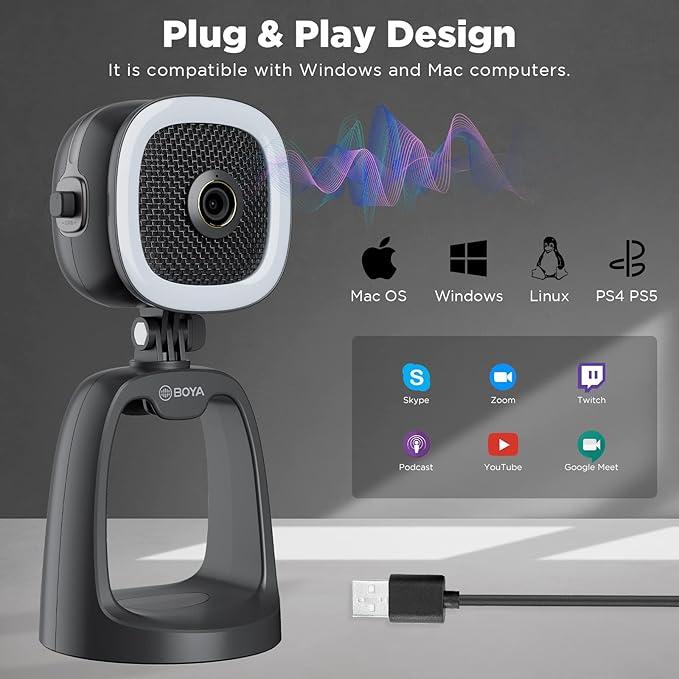 Plug & Play Design
It is compatible with Windows and Mac computers.
Mac OS
Windows
Linux
PS4 PS5
BOYA
Skype
Zoom
Twitch
Podcast
YouTube
Google Meet